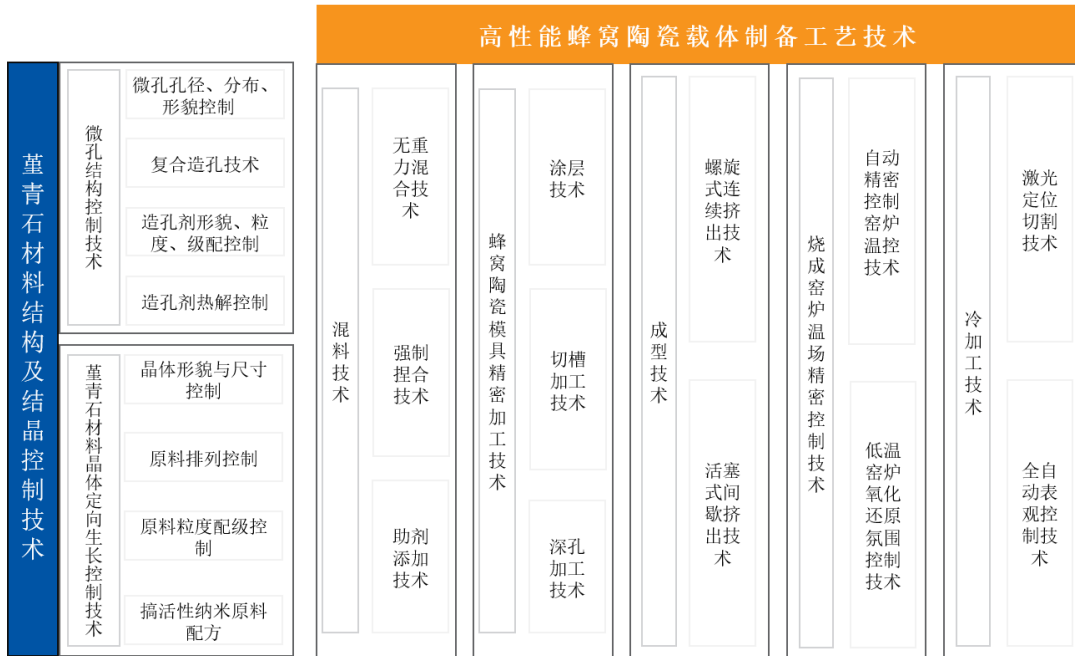 高性能蜂窝陶瓷载体制备工艺技术
堇青石材料结构及结晶控制技术
微孔结构控制技术
微孔孔径、分布、
形貌控制
复合造孔技术
造孔剂形貌、粒
度、级配控制
造孔剂热解控制
堇青石材料晶体定向生长控制技术
晶体形貌与尺寸
控制
原料排列控制
原料粒度配级控
制
搞活性纳米原料
配方
混料技术
无重
力混
合技
术
强制
捏合
技术
助剂
添加
技术
蜂窝陶瓷模具精密加工技术
涂层
技术
切槽
加工
技术
深孔
加工
技术
成型技术
螺旋
式连
续挤
出技
术
活塞
式间
歇挤
出技
术
烧成窑炉温场精密控制技术
自动
精密
控制
窑炉
温控
技术
低温
窑炉
氧化
还原
氛围
控制
技术
冷加工技术
激光
定位
切割
技术
全自
动表
观控
制技
术